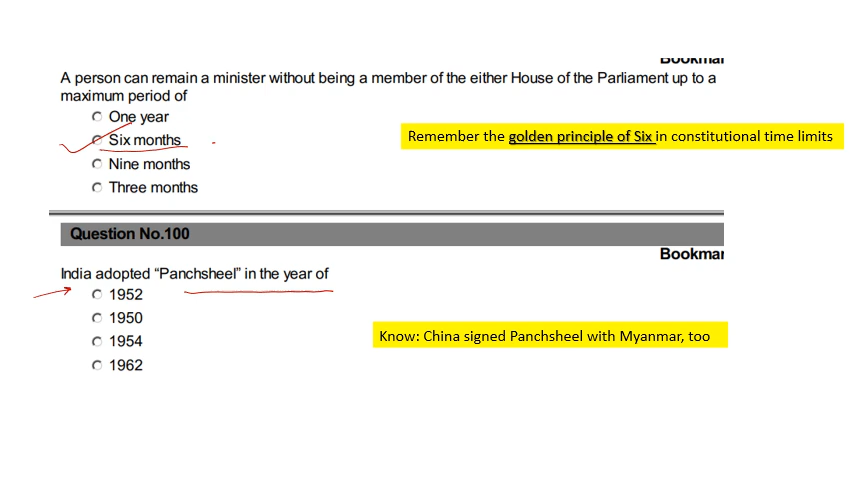 A person can remain a minister without being a member of the either House of the Parliament up to a
maximum period of
One year
Six months
Remember the golden principle of Six in constitutional time limits
Nine months
Three months
Question No.100
Bookmar
India adopted “Panchsheel” in the year of
1952
1950
Know: China signed Panchsheel with Myanmar, too
1954
1962